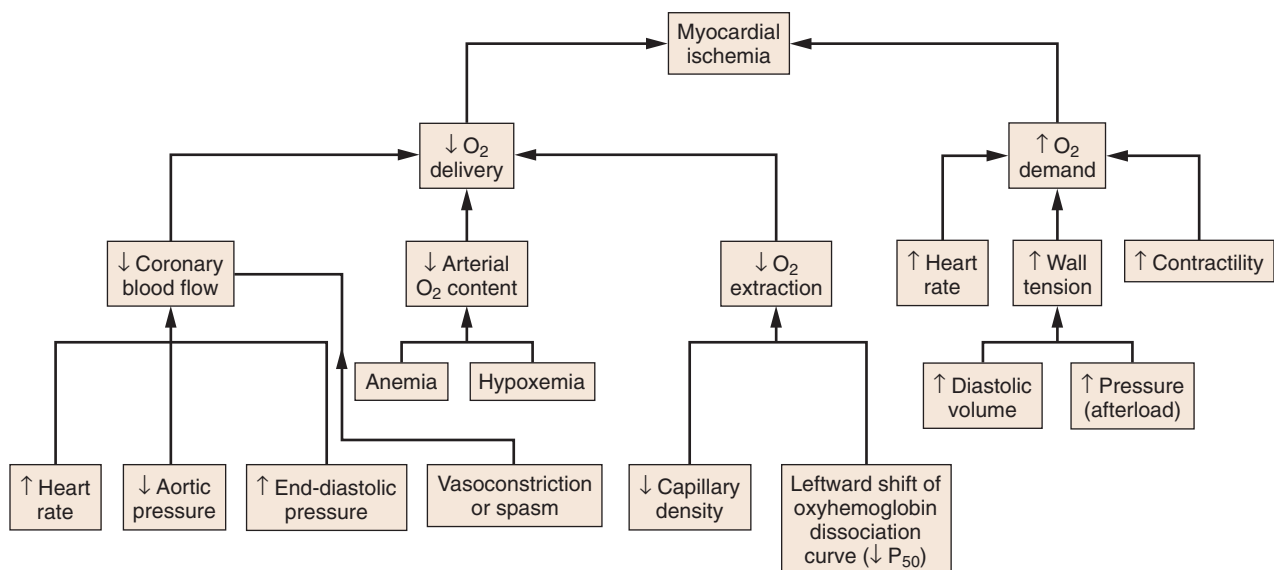 Myocardial
ischemia
↓ O₂
delivery
↑ O₂
demand
↓ Coronary
blood flow
↓ Arterial
O₂ content
↓ O₂
extraction
↑ Heart
rate
↑ Wall
tension
↑ Contractility
Anemia
Hypoxemia
↑ Diastolic
volume
↑ Pressure
(afterload)
↑ Heart
rate
↓ Aortic
pressure
↑ End-diastolic
pressure
Vasoconstriction
or spasm
↓ Capillary
density
Leftward shift of
oxyhemoglobin
dissociation
curve (↓ P₅₀)